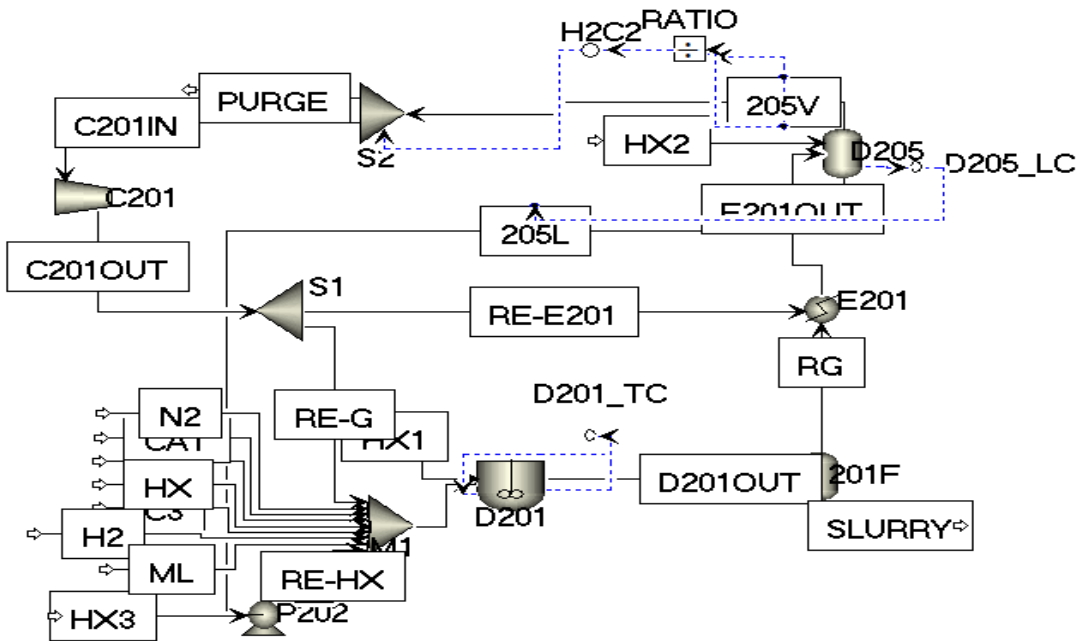 RATIO
H2C2
÷
PURGE
205V
C201IN
S2
HX2
D205
D205_LC
C201
E201OUT
205L
C201OUT
S1
RE-E201
E201
RG
D201_TC
N2
RE-G
HX1
CAT
HX
D201OUT
201F
C3
D201
SLURRY
H2
M1
ML
RE-HX
HX3
P202